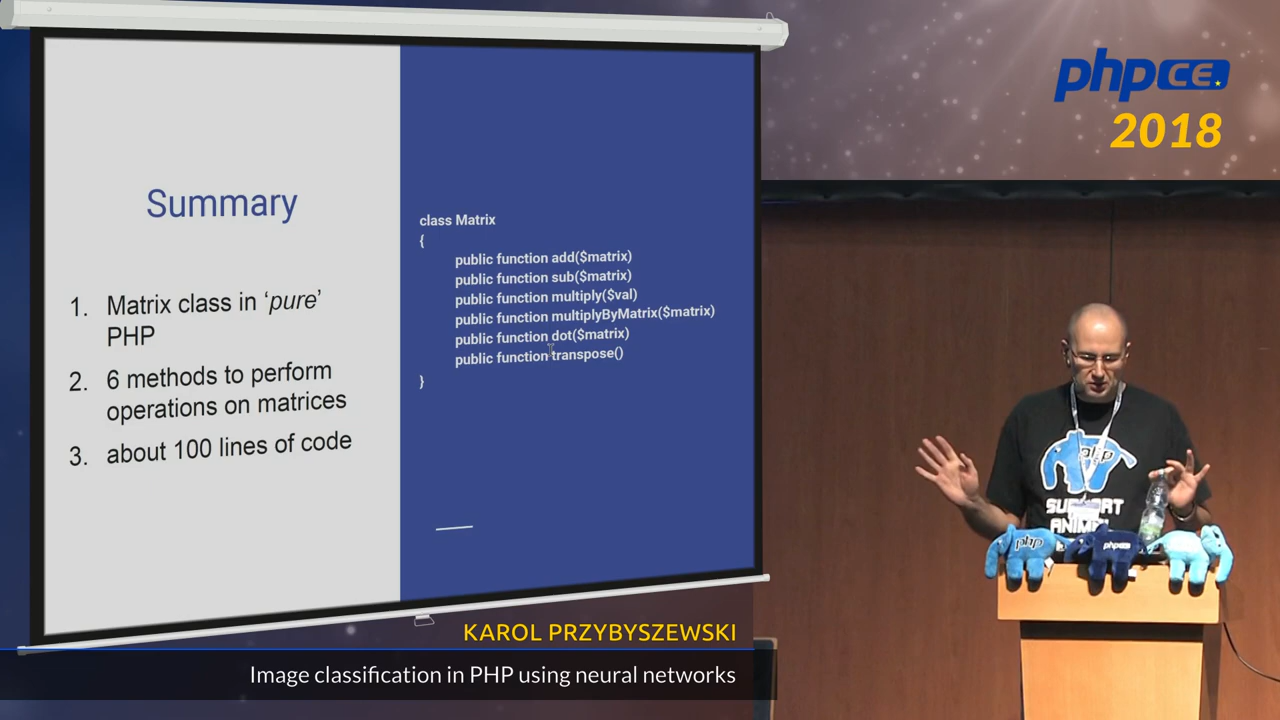 phpce
2018
Summary
1. Matrix class in ‘pure’
PHP
2. 6 methods to perform
operations on matrices
3. about 100 lines of code
class Matrix
{
public function add($matrix)
public function sub($matrix)
public function multiply($val)
public function multiplyByMatrix($matrix)
public function dot($matrix)
public function transpose()
}
php
SUPPORT
ANIMAL
php
phpce
KAROL PRZYBYSZEWSKI
Image classification in PHP using neural networks